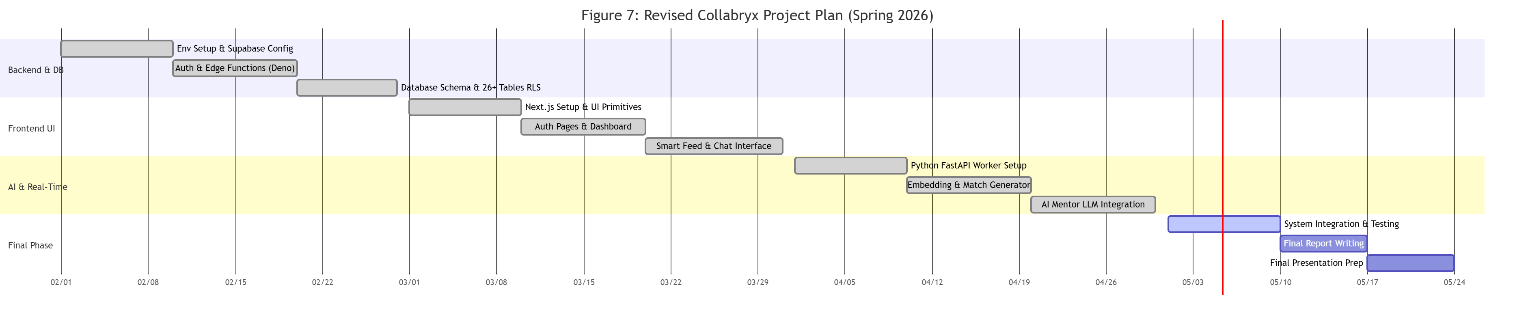 Figure 7: Revised Collabryx Project Plan (Spring 2026)
Backend & DB
Env Setup & Supabase Config
Auth & Edge Functions (Deno)
Database Schema & 26+ Tables RLS
Frontend UI
Next.js Setup & UI Primitives
Auth Pages & Dashboard
Smart Feed & Chat Interface
AI & Real-Time
Python FastAPI Worker Setup
Embedding & Match Generator
AI Mentor LLM Integration
Final Phase
System Integration & Testing
Final Report Writing
Final Presentation Prep
02/01 02/08 02/15 02/22 03/01 03/08 03/15 03/22 03/29 04/05 04/12 04/19 04/26 05/03 05/10 05/17 05/24